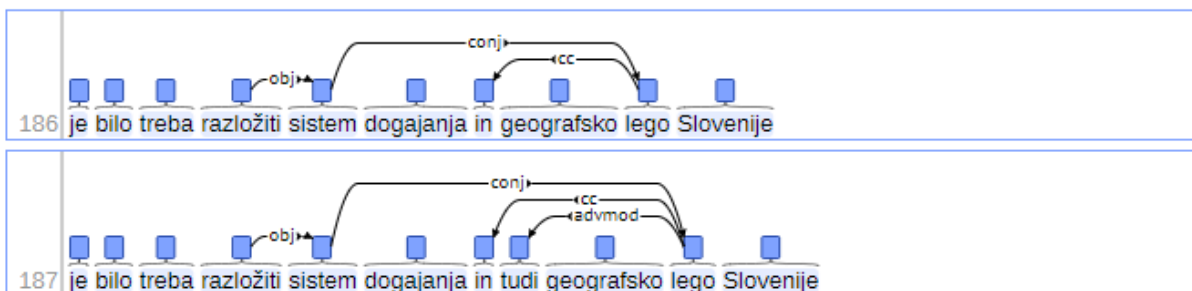 conj
cc
obj
186 je bilo treba razložiti sistem dogajanja in geografsko lego Slovenije
conj
cc
advmod
obj
187 je bilo treba razložiti sistem dogajanja in tudi geografsko lego Slovenije